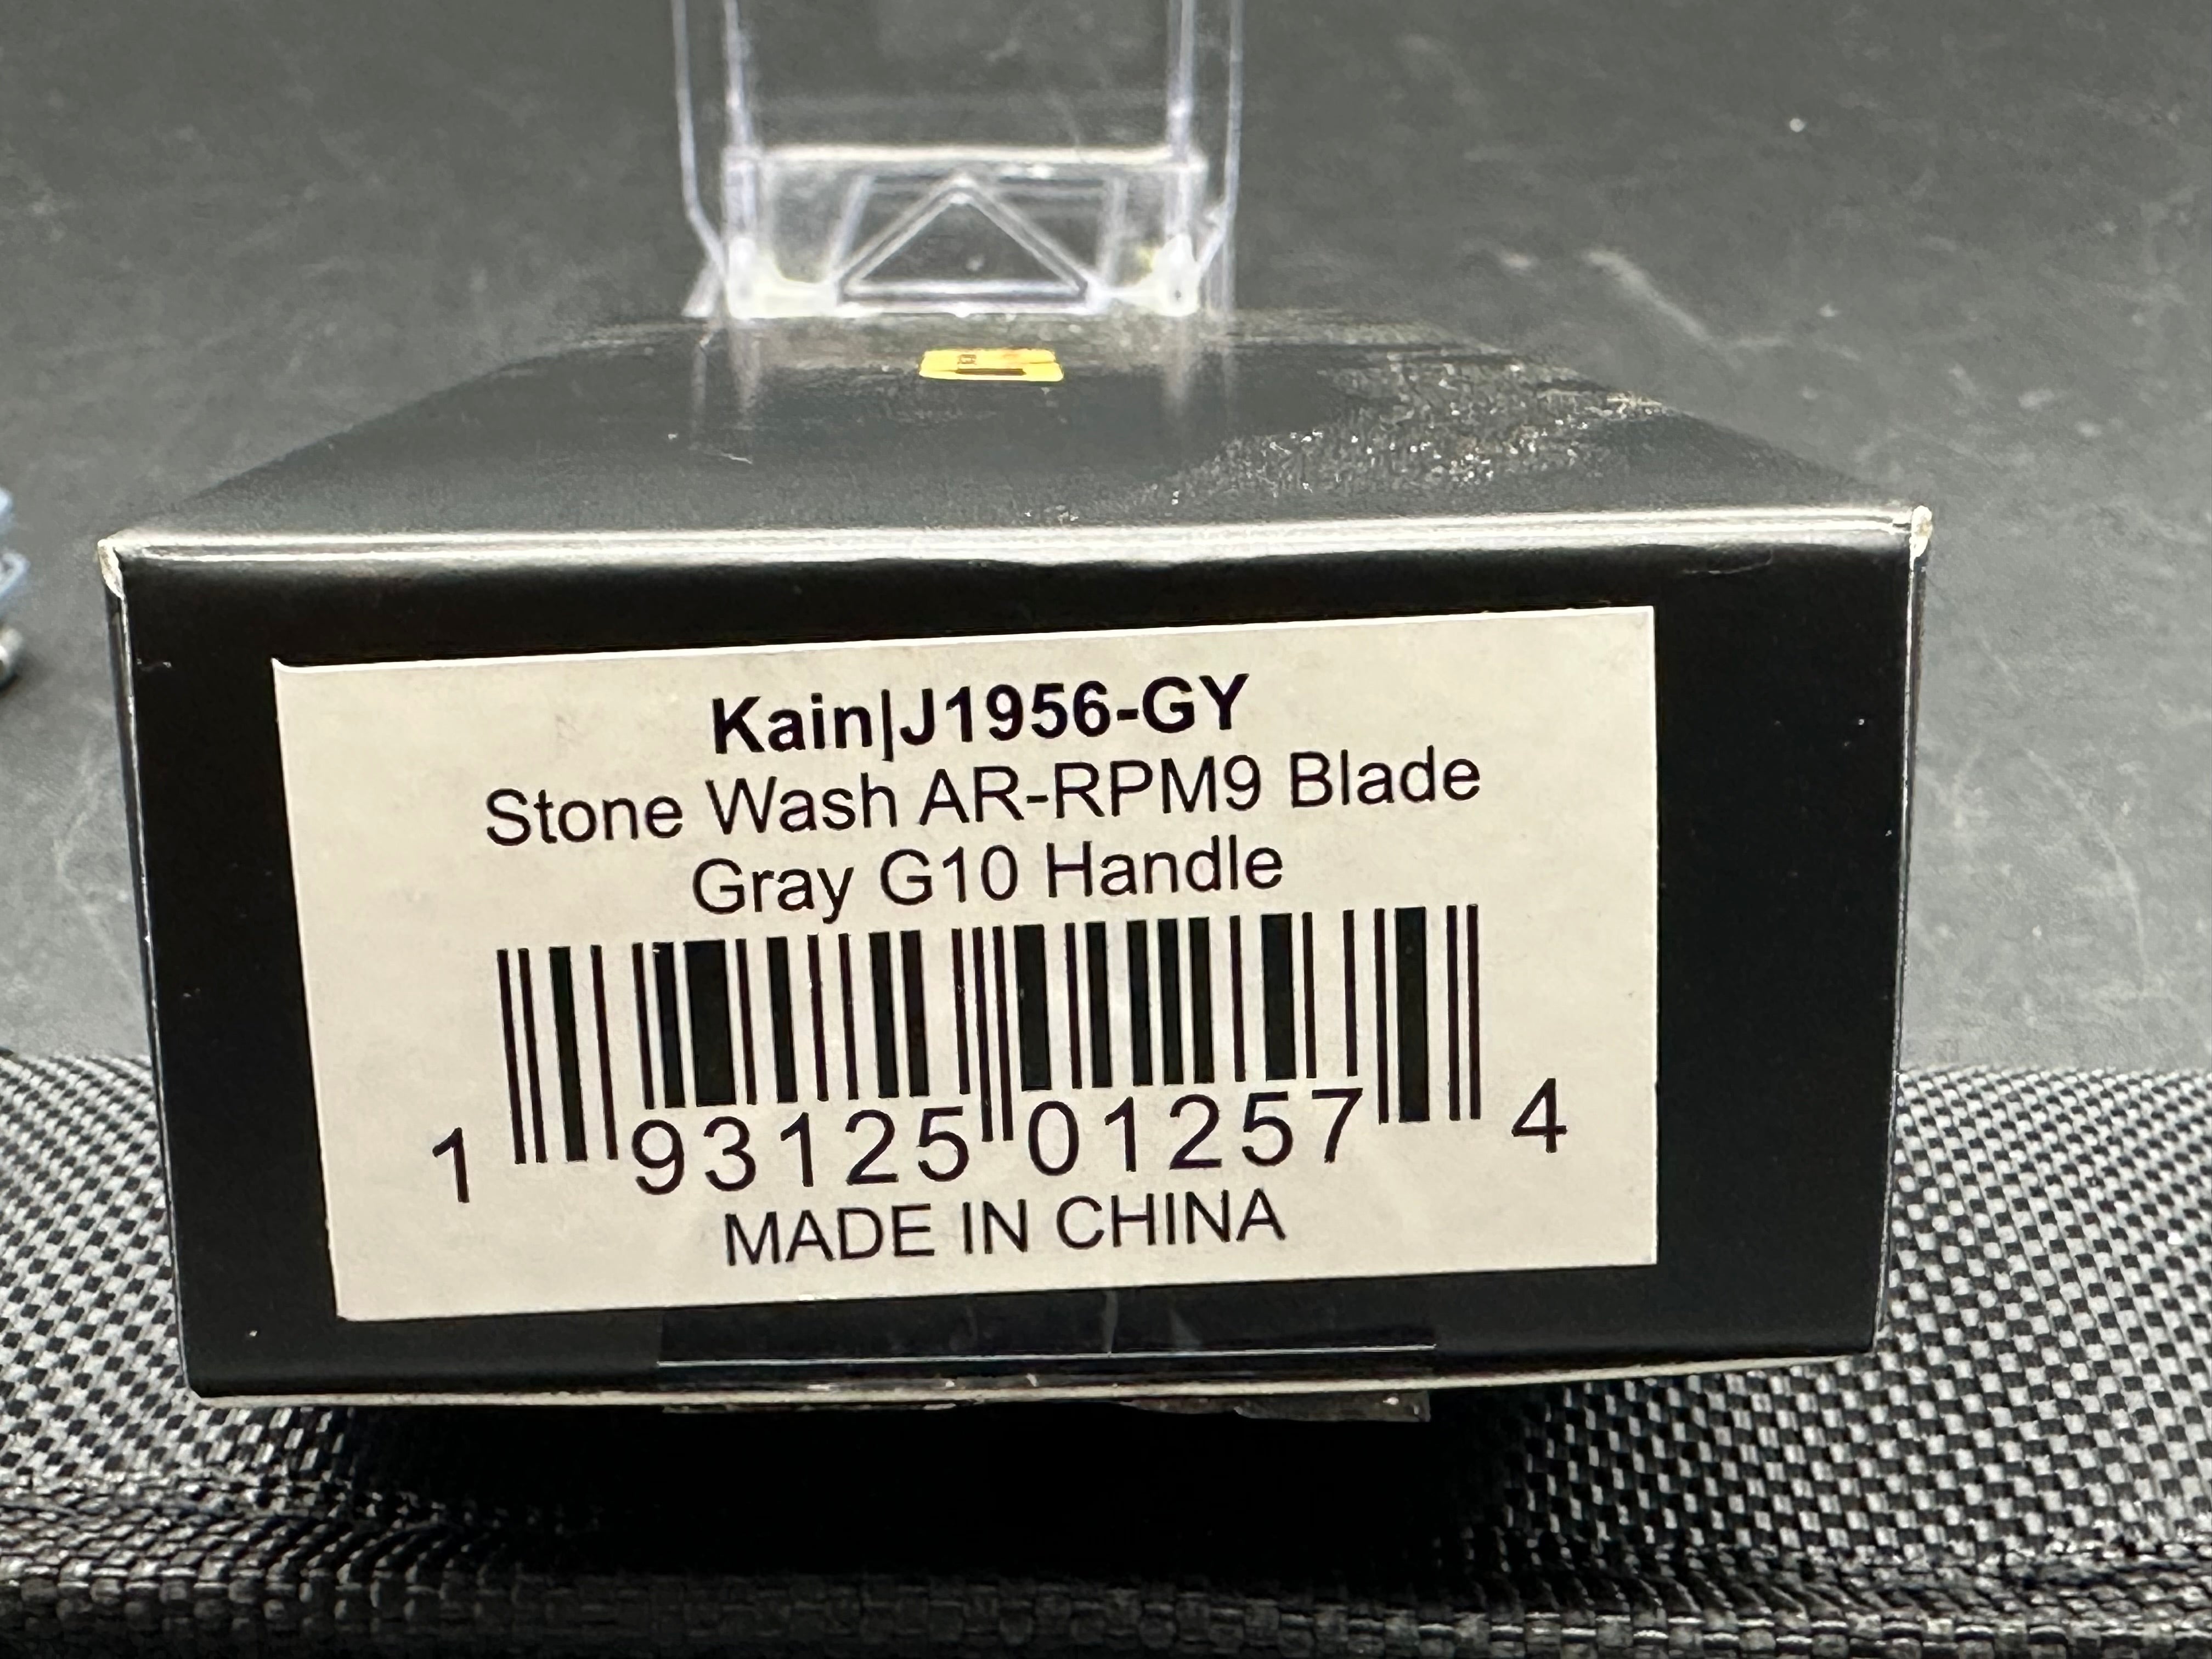 Kain|J1956-GY
Stone Wash AR-RPM9 Blade
Gray G10 Handle
1 93125 01257 4
MADE IN CHINA